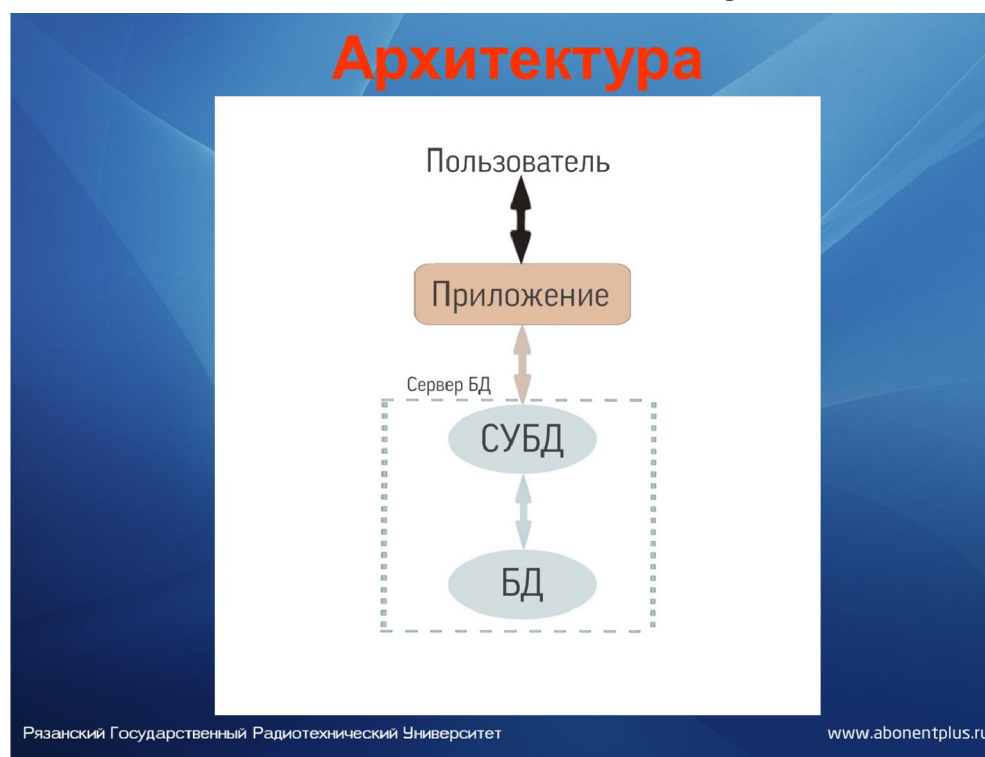 Архитектура
Пользователь
Приложение
Сервер БД
СУБД
БД
Рязанский Государственный Радиотехнический Университет
www.abonentplus.ru